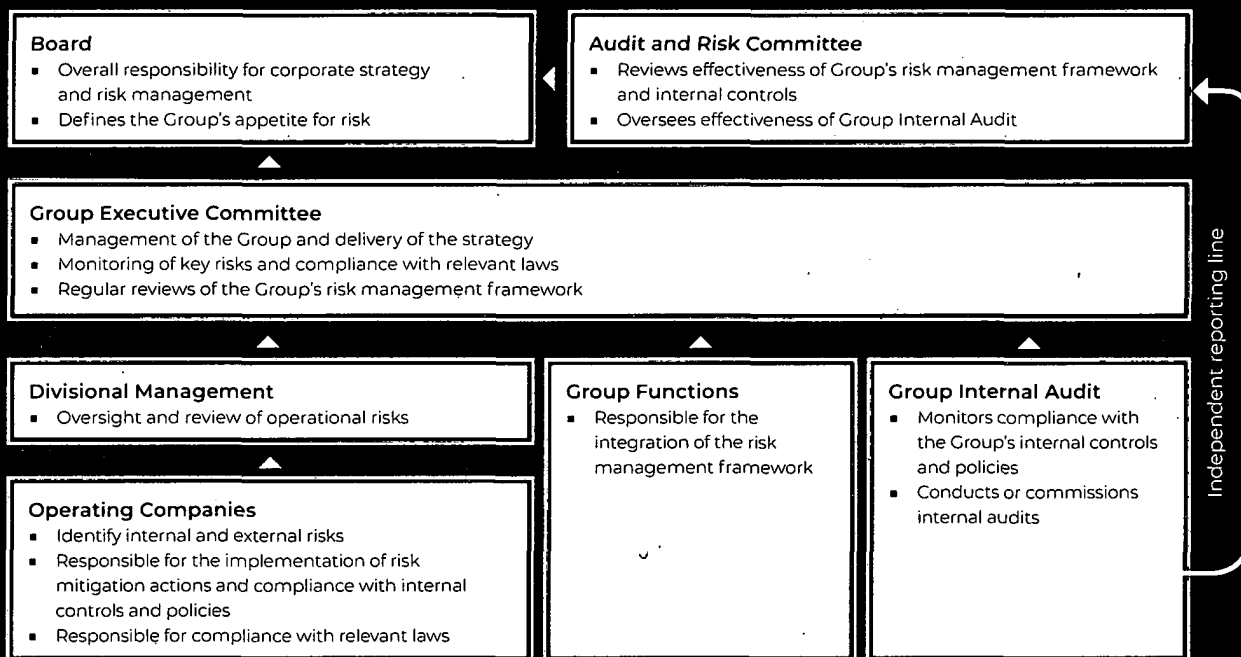 Board
▪ Overall responsibility for corporate strategy
and risk management
▪ Defines the Group's appetite for risk
Audit and Risk Committee
▪ Reviews effectiveness of Group's risk management framework
and internal controls
▪ Oversees effectiveness of Group Internal Audit
Group Executive Committee
▪ Management of the Group and delivery of the strategy
▪ Monitoring of key risks and compliance with relevant laws
▪ Regular reviews of the Group's risk management framework
Divisional Management
▪ Oversight and review of operational risks
Operating Companies
▪ Identify internal and external risks
▪ Responsible for the implementation of risk
mitigation actions and compliance with internal
controls and policies
▪ Responsible for compliance with relevant laws
Group Functions
▪ Responsible for the
integration of the risk
management framework
Group Internal Audit
▪ Monitors compliance with
the Group's internal controls
and policies
▪ Conducts or commissions
internal audits
Independent reporting line